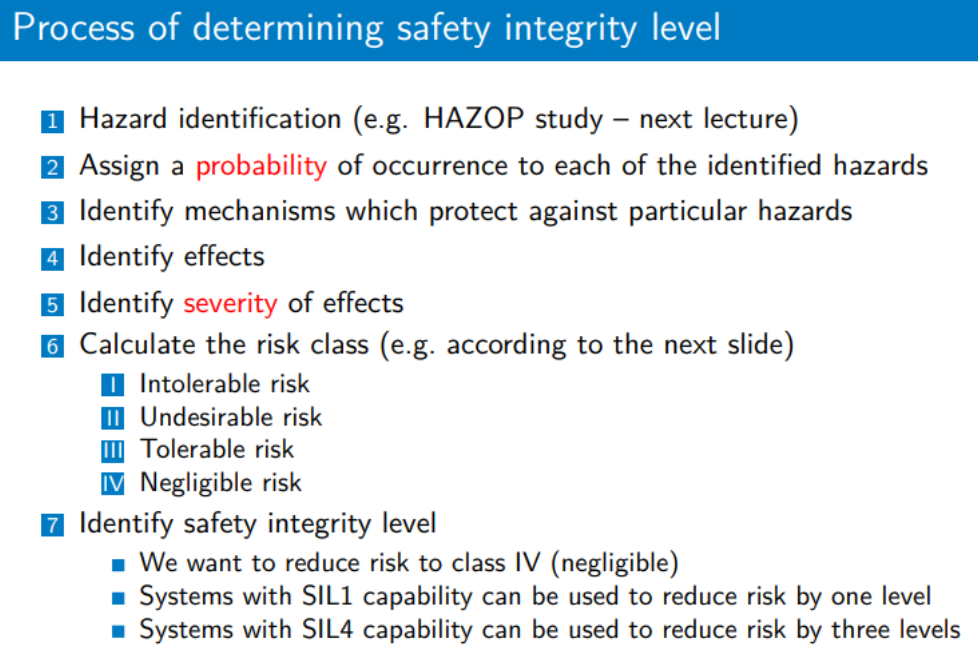 Process of determining safety integrity level
1 Hazard identification (e.g. HAZOP study – next lecture)
2 Assign a probability of occurrence to each of the identified hazards
3 Identify mechanisms which protect against particular hazards
4 Identify effects
5 Identify severity of effects
6 Calculate the risk class (e.g. according to the next slide)
I Intolerable risk
II Undesirable risk
III Tolerable risk
IV Negligible risk
7 Identify safety integrity level
We want to reduce risk to class IV (negligible)
Systems with SIL1 capability can be used to reduce risk by one level
Systems with SIL4 capability can be used to reduce risk by three levels